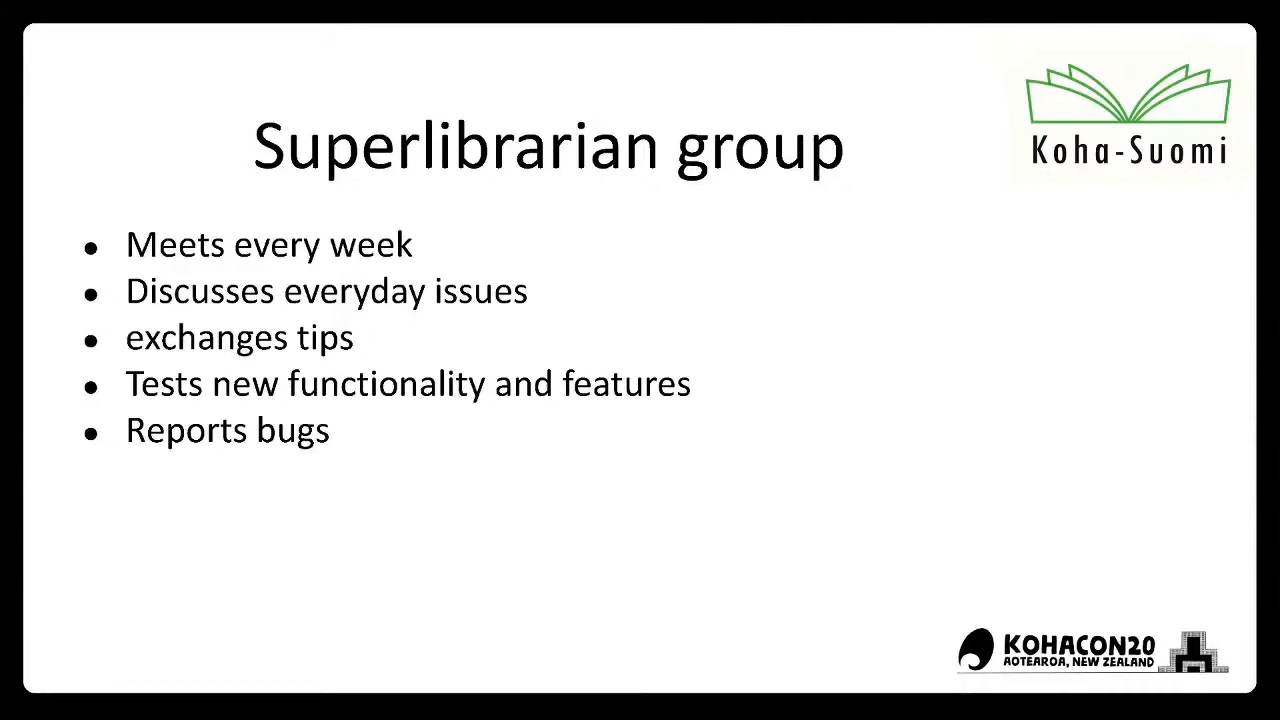 Koha-Suomi
Superlibrarian group
• Meets every week
• Discusses everyday issues
• exchanges tips
• Tests new functionality and features
• Reports bugs
KOHACON20
AOTEAROA, NEW ZEALAND